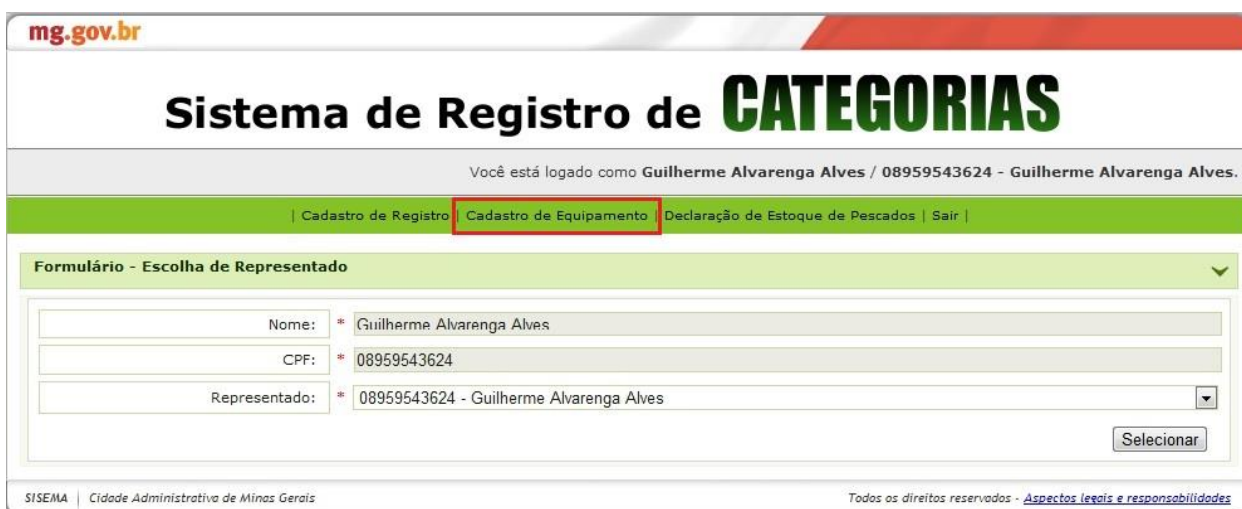 mg.gov.br
Sistema de Registro de CATEGORIAS
Você está logado como Guilherme Alvarenga Alves / 08959543624 - Guilherme Alvarenga Alves.
| Cadastro de Registro | Cadastro de Equipamento | Declaração de Estoque de Pescados | Sair |
Formulário - Escolha de Representado
Nome: * Guilherme Alvarenga Alves
CPF: * 08959543624
Representado: * 08959543624 - Guilherme Alvarenga Alves
Selecionar
SISEMA | Cidade Administrativa de Minas Gerais Todos os direitos reservados - Aspectos legais e responsabilidades